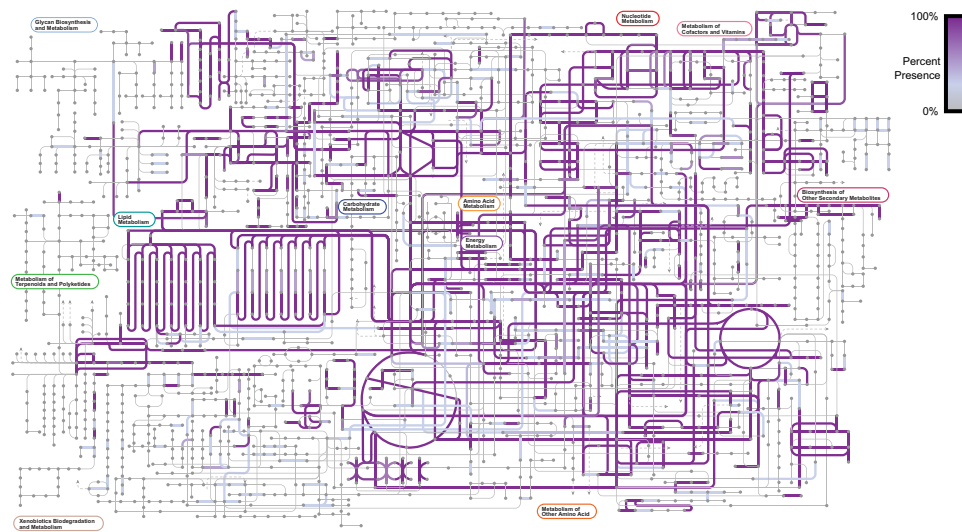 Glycan Biosynthesis
and Metabolism
Nucleotide
Metabolism
Metabolism of
Cofactors and Vitamins
100%
Percent
Presence
0%
Carbohydrate
Metabolism
Amino Acid
Metabolism
Biosynthesis of
Other Secondary Metabolites
Lipid
Metabolism
Energy
Metabolism
Metabolism of
Terpenoids and Polyketides
Metabolism of
Other Amino Acid
Xenobiotics Biodegradation
and Metabolism